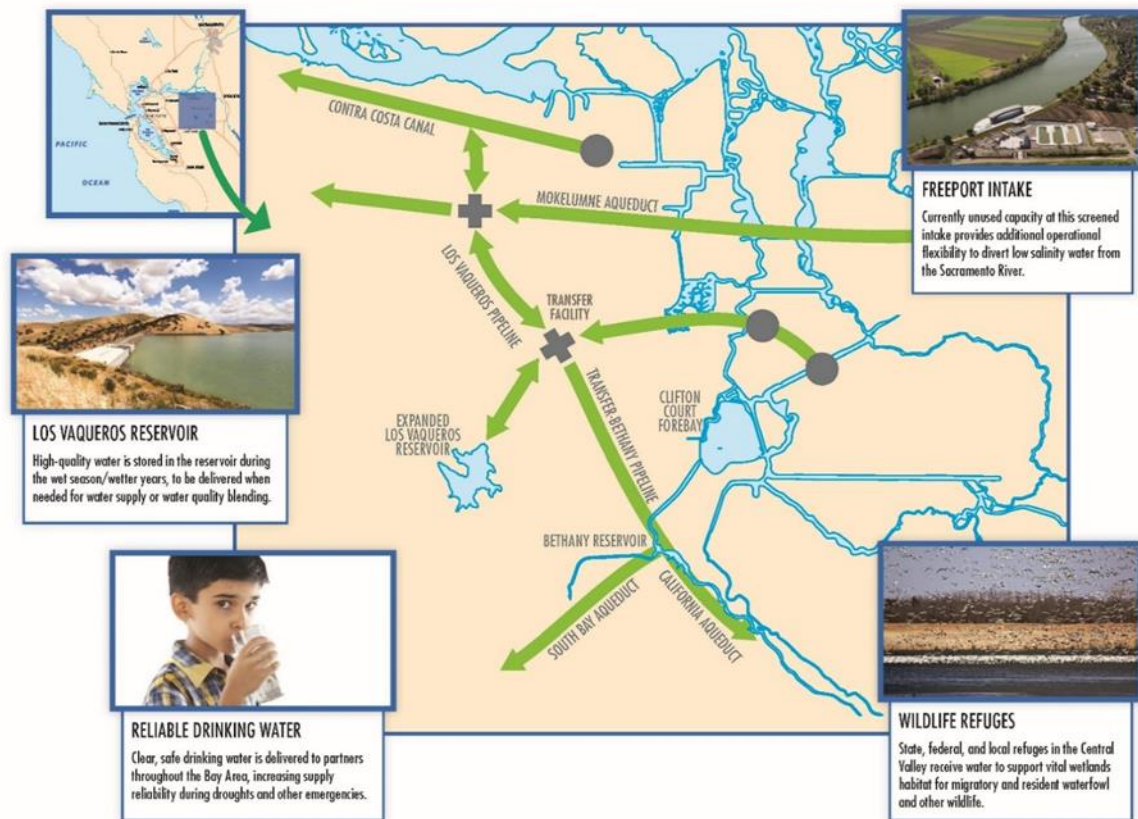 PACIFIC
OCEAN
CONTRA COSTA CANAL
MOKELUMNE AQUEDUCT
LOS VAQUEROS PIPELINE
TRANSFER
FACILITY
TRANSFER-BETHANY PIPELINE
CLIFTON
COURT
FOREBAY
EXPANDED
LOS VAQUEROS
RESERVOIR
BETHANY RESERVOIR
SOUTH BAY AQUEDUCT
CALIFORNIA AQUEDUCT
FREEPORT INTAKE
Currently unused capacity at this screened
intake provides additional operational
flexibility to divert low salinity water from
the Sacramento River.
LOS VAQUEROS RESERVOIR
High-quality water is stored in the reservoir during
the wet season/wetter years, to be delivered when
needed for water supply or water quality blending.
RELIABLE DRINKING WATER
Clear, safe drinking water is delivered to partners
throughout the Bay Area, increasing supply
reliability during droughts and other emergencies.
WILDLIFE REFUGES
State, federal, and local refuges in the Central
Valley receive water to support vital wetlands
habitat for migratory and resident waterfowl
and other wildlife.